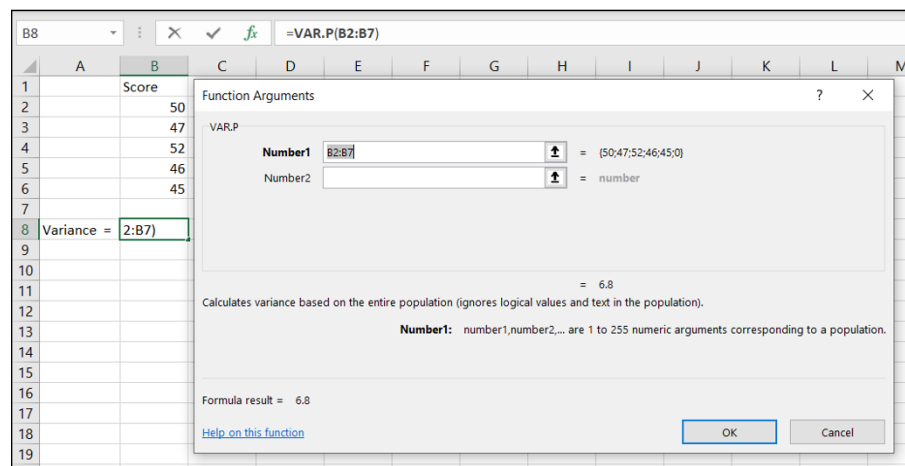 B8 fx =VAR.P(B2:B7)
A B C D E F G H I J K L M
1 Score
Function Arguments ? ×
2 50
VAR.P
3 47
4 52
Number1 B2:B7 = {50;47;52;46;45;0}
5 46
Number2 = number
6 45
7
8 Variance = 2:B7)
9
10
= 6.8
11
Calculates variance based on the entire population (ignores logical values and text in the population).
12
13
Number1: number1,number2,... are 1 to 255 numeric arguments corresponding to a population.
14
15
16
Formula result = 6.8
17
18
Help on this function OK Cancel
19